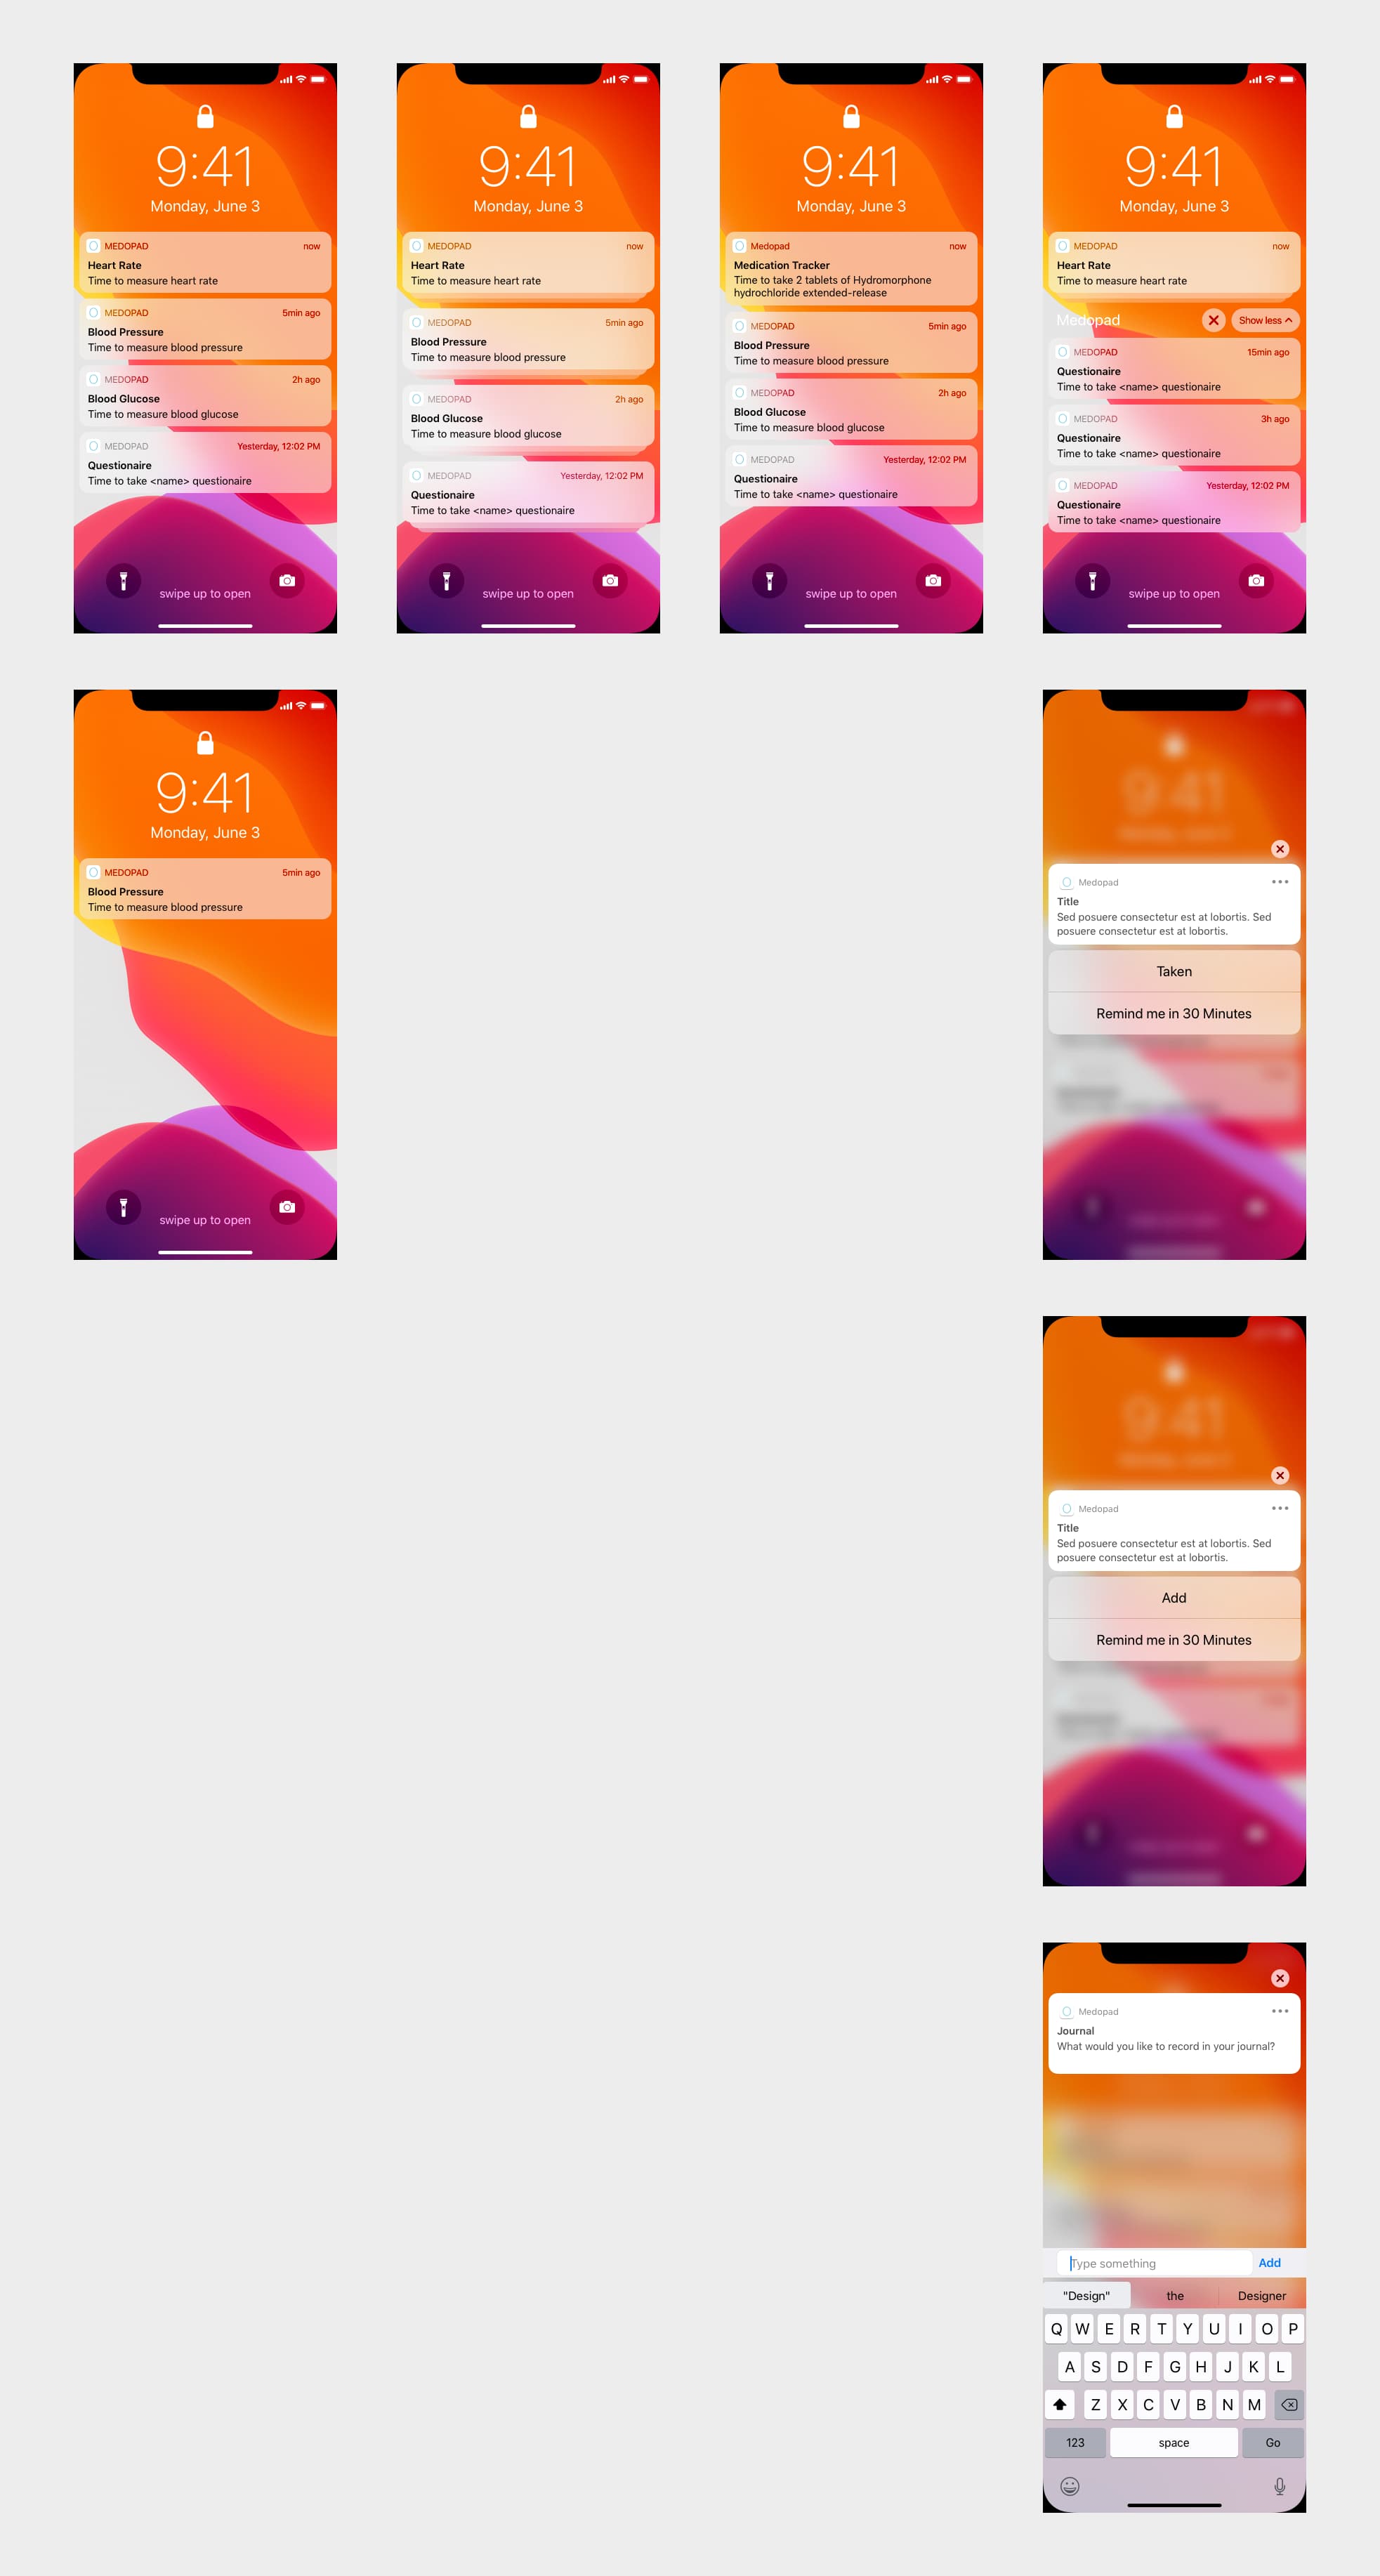 9:41
Monday, June 3
MEDOPAD now
Heart Rate
Time to measure heart rate
MEDOPAD 5min ago
Blood Pressure
Time to measure blood pressure
MEDOPAD 2h ago
Blood Glucose
Time to measure blood glucose
MEDOPAD Yesterday, 12:02 PM
Questionaire
Time to take <name> questionaire
swipe up to open
9:41
Monday, June 3
MEDOPAD now
Heart Rate
Time to measure heart rate
MEDOPAD 5min ago
Blood Pressure
Time to measure blood pressure
MEDOPAD 2h ago
Blood Glucose
Time to measure blood glucose
MEDOPAD Yesterday, 12:02 PM
Questionaire
Time to take <name> questionaire
swipe up to open
9:41
Monday, June 3
Medopad now
Medication Tracker
Time to take 2 tablets of Hydromorphone
hydrochloride extended-release
MEDOPAD 5min ago
Blood Pressure
Time to measure blood pressure
MEDOPAD 2h ago
Blood Glucose
Time to measure blood glucose
MEDOPAD Yesterday, 12:02 PM
Questionaire
Time to take <name> questionaire
swipe up to open
9:41
Monday, June 3
MEDOPAD now
Heart Rate
Time to measure heart rate
Medopad Show less
MEDOPAD 15min ago
Questionaire
Time to take <name> questionaire
MEDOPAD 3h ago
Questionaire
Time to take <name> questionaire
MEDOPAD Yesterday, 12:02 PM
Questionaire
Time to take <name> questionaire
swipe up to open
9:41
Monday, June 3
MEDOPAD 5min ago
Blood Pressure
Time to measure blood pressure
swipe up to open
9:41
Medopad
Title
Sed posuere consectetur est at lobortis. Sed
posuere consectetur est at lobortis.
Taken
Remind me in 30 Minutes
9:41
Medopad
Title
Sed posuere consectetur est at lobortis. Sed
posuere consectetur est at lobortis.
Add
Remind me in 30 Minutes
Medopad
Journal
What would you like to record in your journal?
Type something Add
"Design" the Designer
Q W E R T Y U I O P
A S D F G H J K L
Z X C V B N M
123 space Go